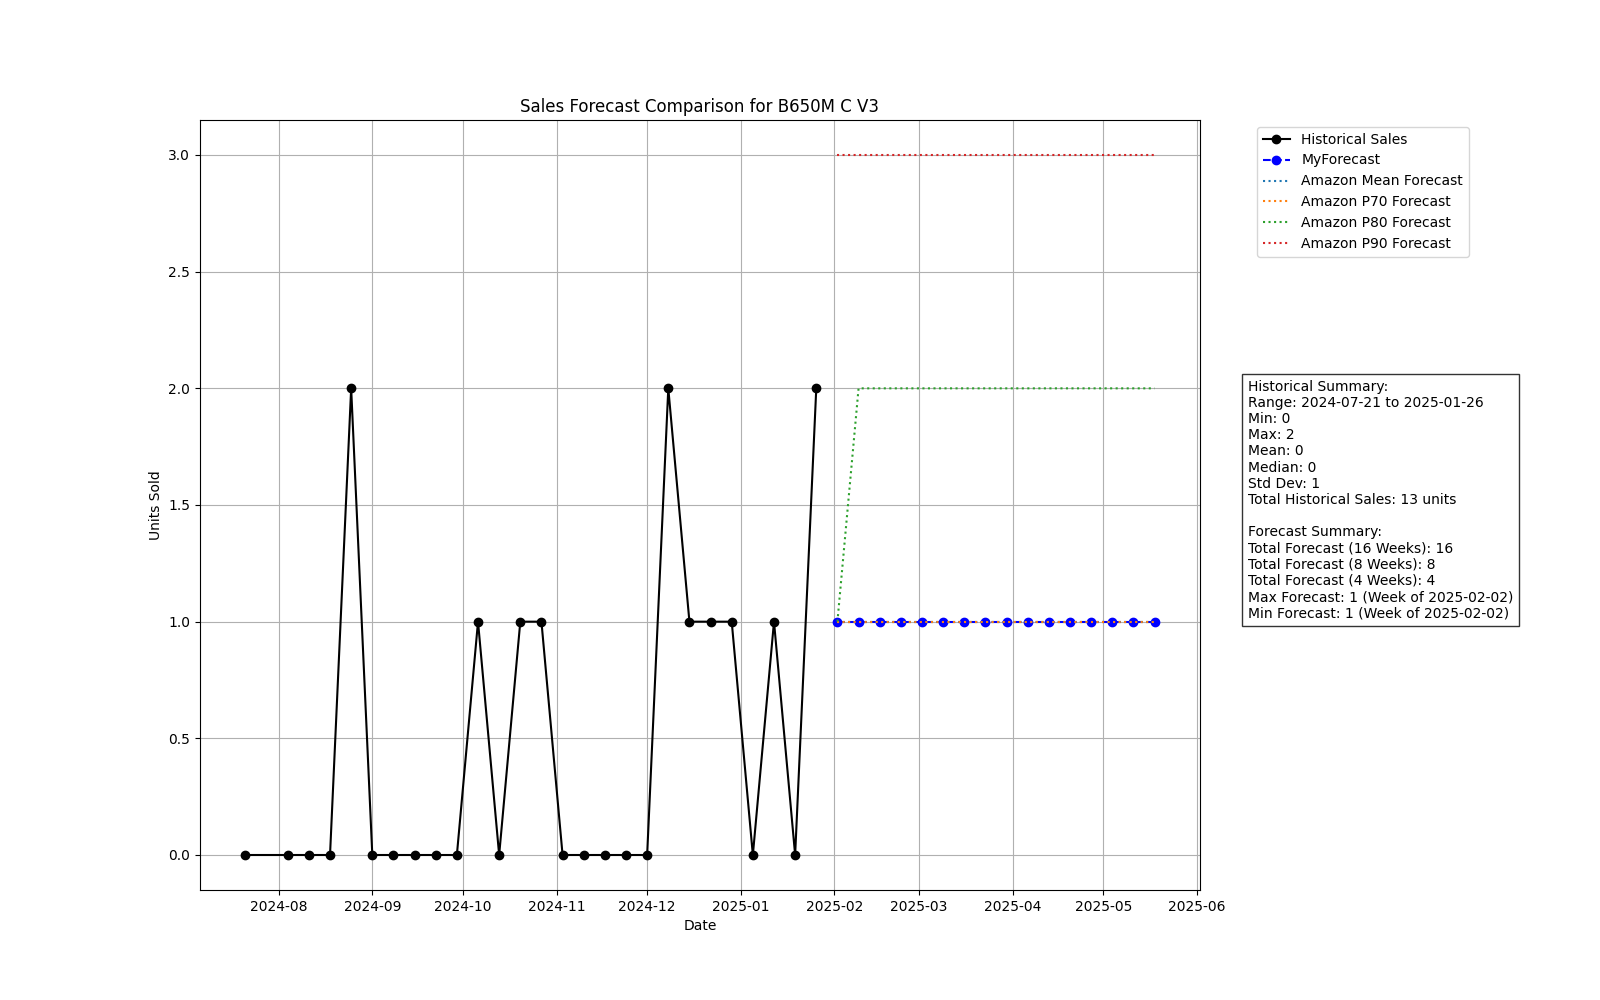 Sales Forecast Comparison for B650M C V3
3.0
2.5
2.0
1.5
1.0
0.5
0.0
Units Sold
2024-08
2024-09
2024-10
2024-11
2024-12
2025-01
2025-02
2025-03
2025-04
2025-05
2025-06
Date
Historical Sales
MyForecast
Amazon Mean Forecast
Amazon P70 Forecast
Amazon P80 Forecast
Amazon P90 Forecast
Historical Summary:
Range: 2024-07-21 to 2025-01-26
Min: 0
Max: 2
Mean: 0
Median: 0
Std Dev: 1
Total Historical Sales: 13 units
Forecast Summary:
Total Forecast (16 Weeks): 16
Total Forecast (8 Weeks): 8
Total Forecast (4 Weeks): 4
Max Forecast: 1 (Week of 2025-02-02)
Min Forecast: 1 (Week of 2025-02-02)